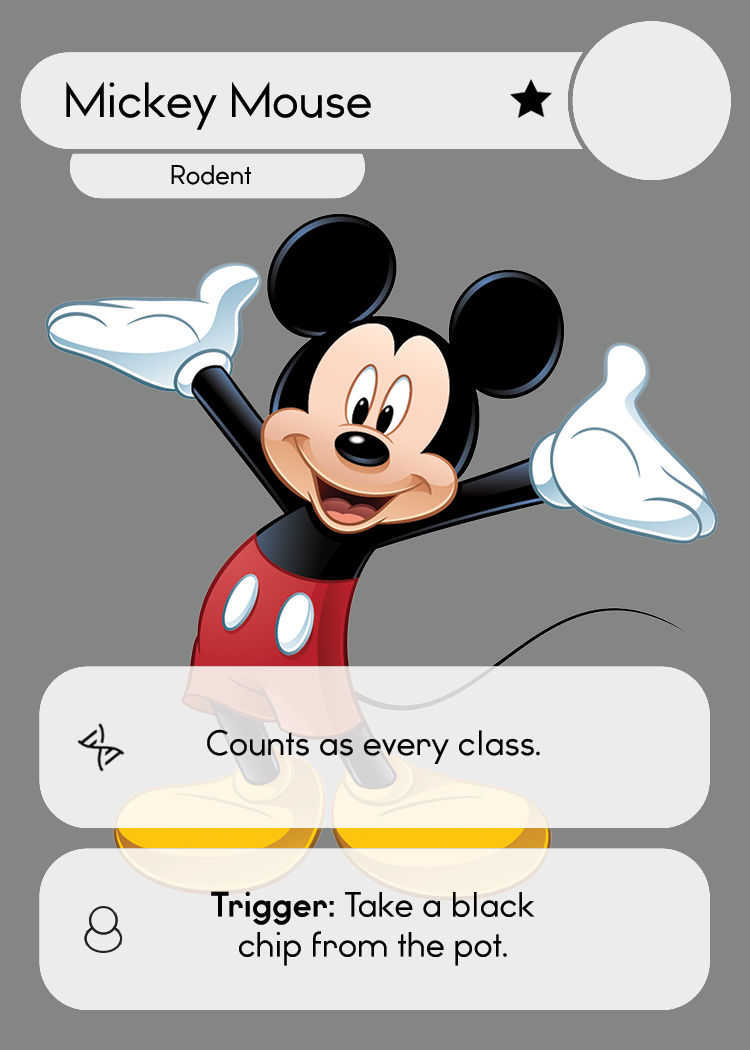 Mickey Mouse
Rodent
Counts as every class.
Trigger: Take a black
chip from the pot.